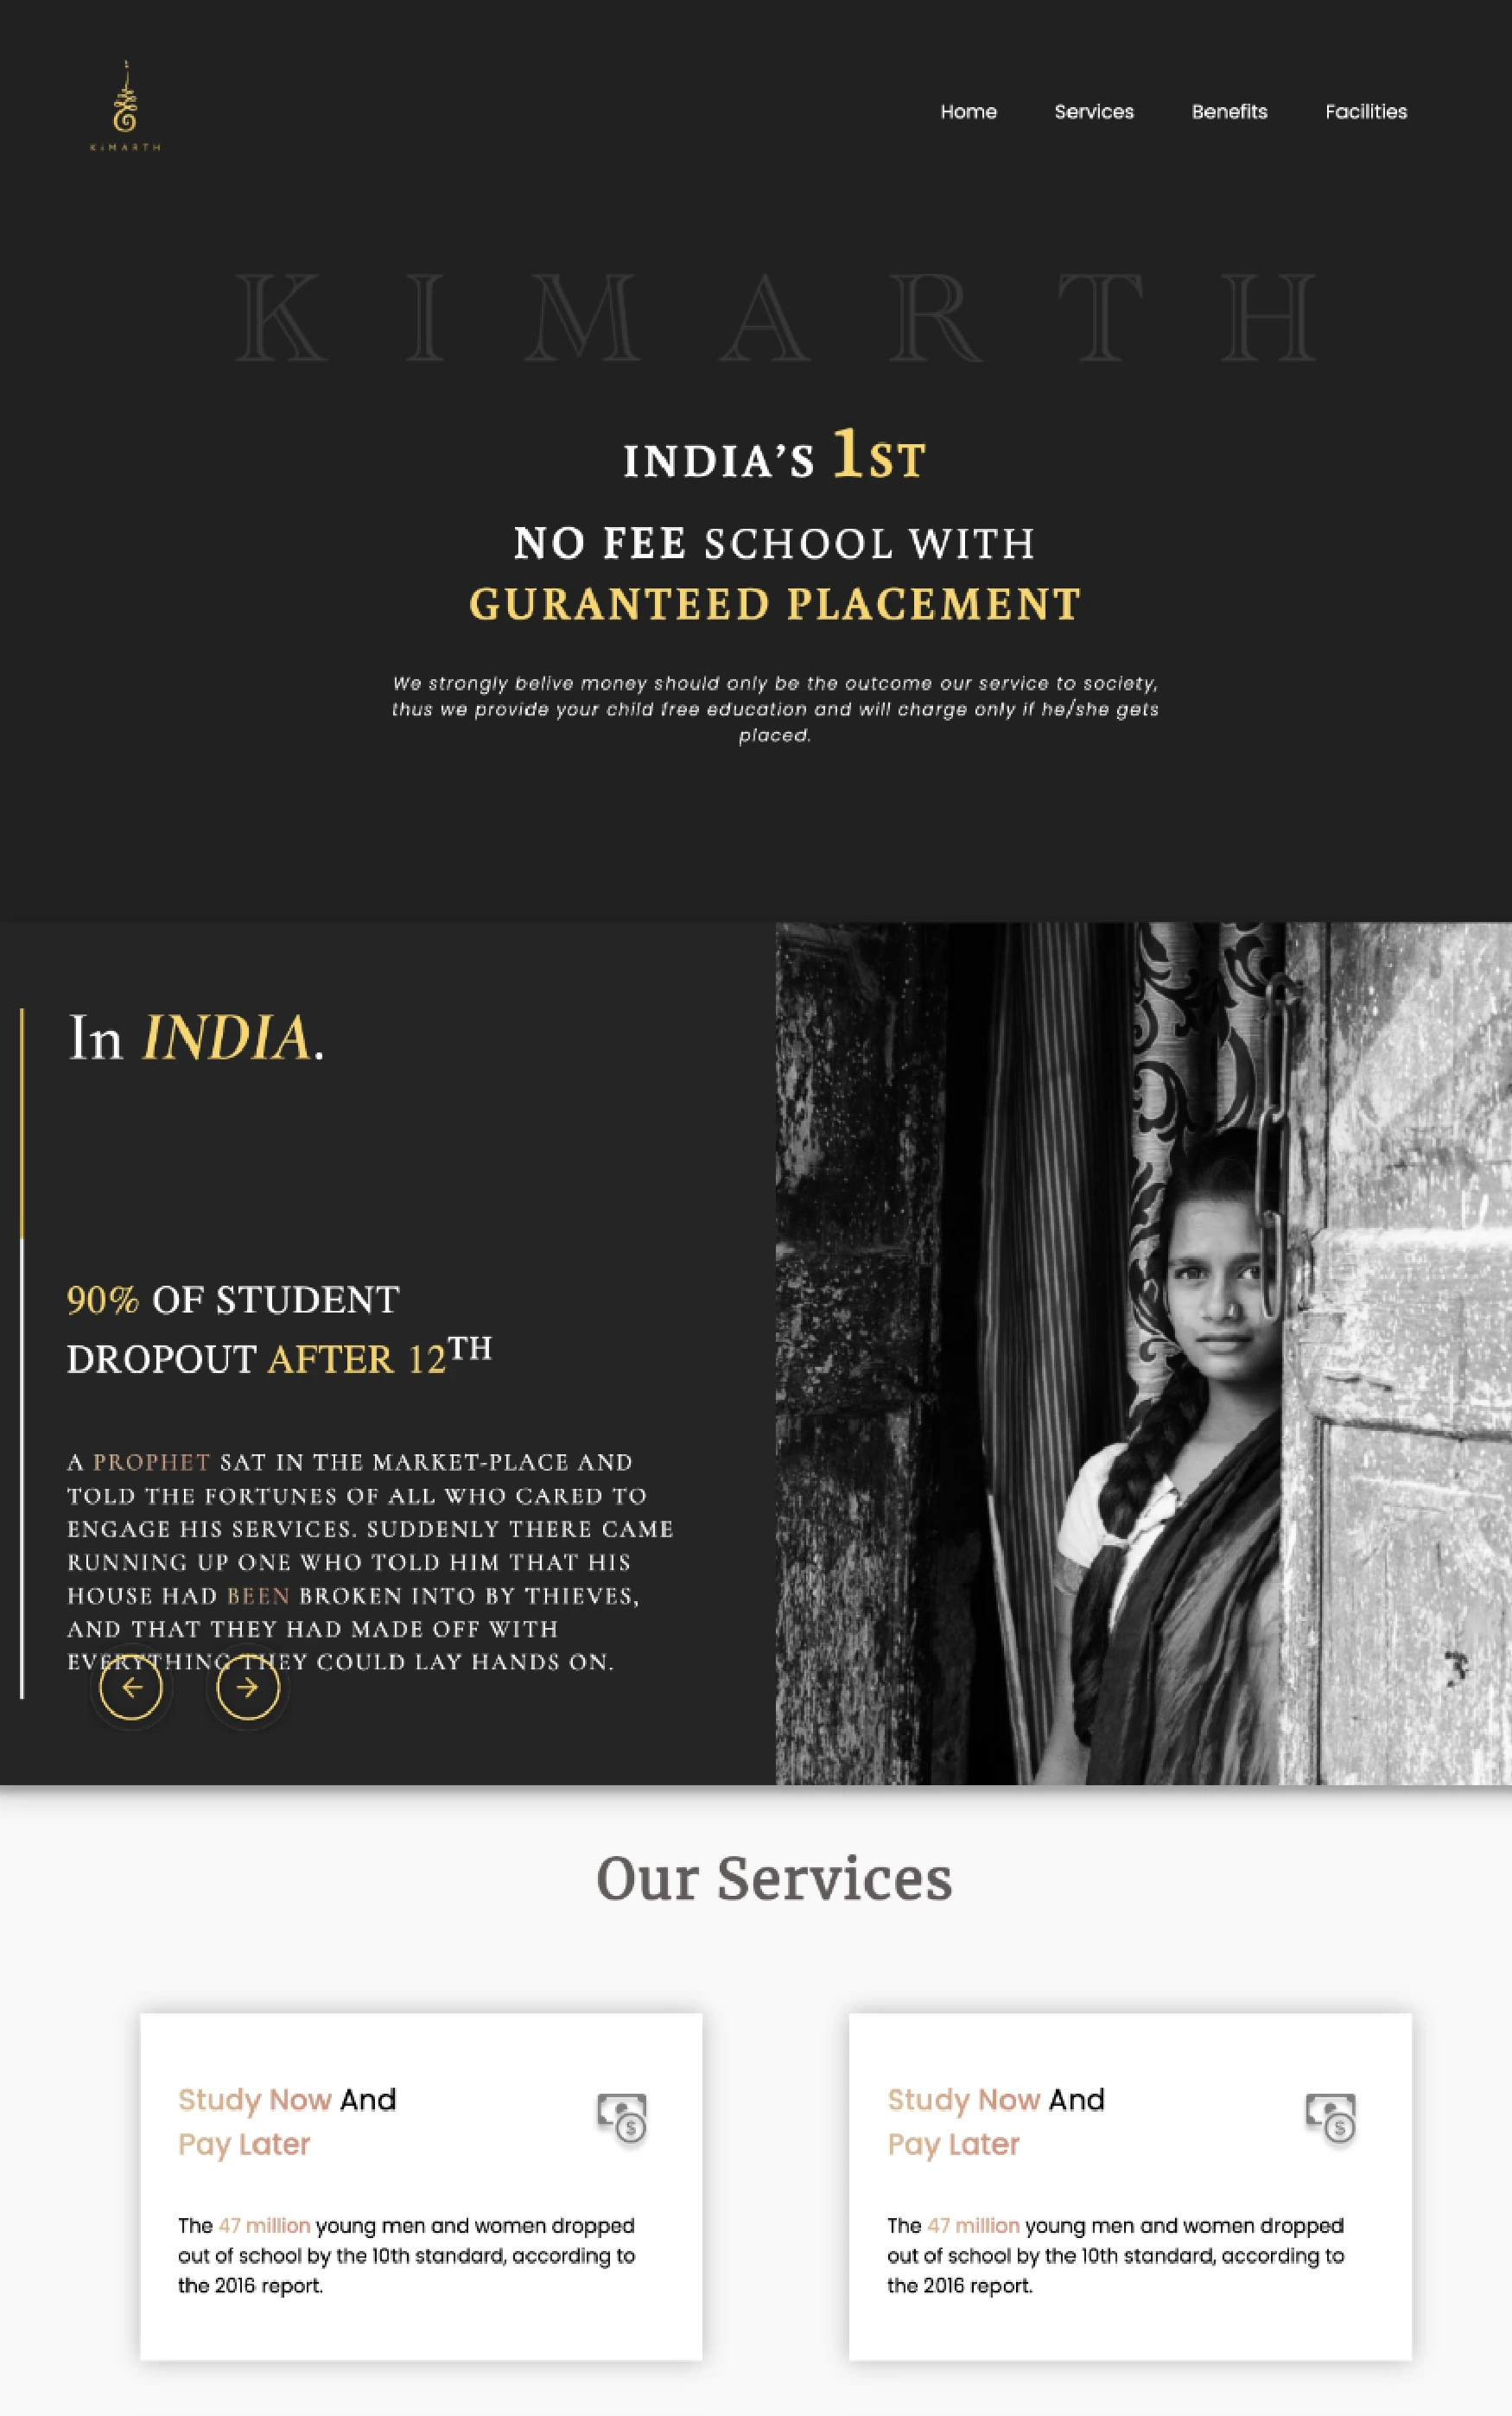 KiMARTH
Home Services Benefits Facilities
KIMARTH
INDIA’S 1ST
NO FEE SCHOOL WITH
GURANTEED PLACEMENT
We strongly belive money should only be the outcome our service to society,
thus we provide your child free education and will charge only if he/she gets
placed.
In INDIA.
90% OF STUDENT
DROPOUT AFTER 12TH
A PROPHET SAT IN THE MARKET-PLACE AND
TOLD THE FORTUNES OF ALL WHO CARED TO
ENGAGE HIS SERVICES. SUDDENLY THERE CAME
RUNNING UP ONE WHO TOLD HIM THAT HIS
HOUSE HAD BEEN BROKEN INTO BY THIEVES,
AND THAT THEY HAD MADE OFF WITH
EVERYTHING THEY COULD LAY HANDS ON.
Our Services
Study Now And
Pay Later
The 47 million young men and women dropped
out of school by the 10th standard, according to
the 2016 report.
Study Now And
Pay Later
The 47 million young men and women dropped
out of school by the 10th standard, according to
the 2016 report.